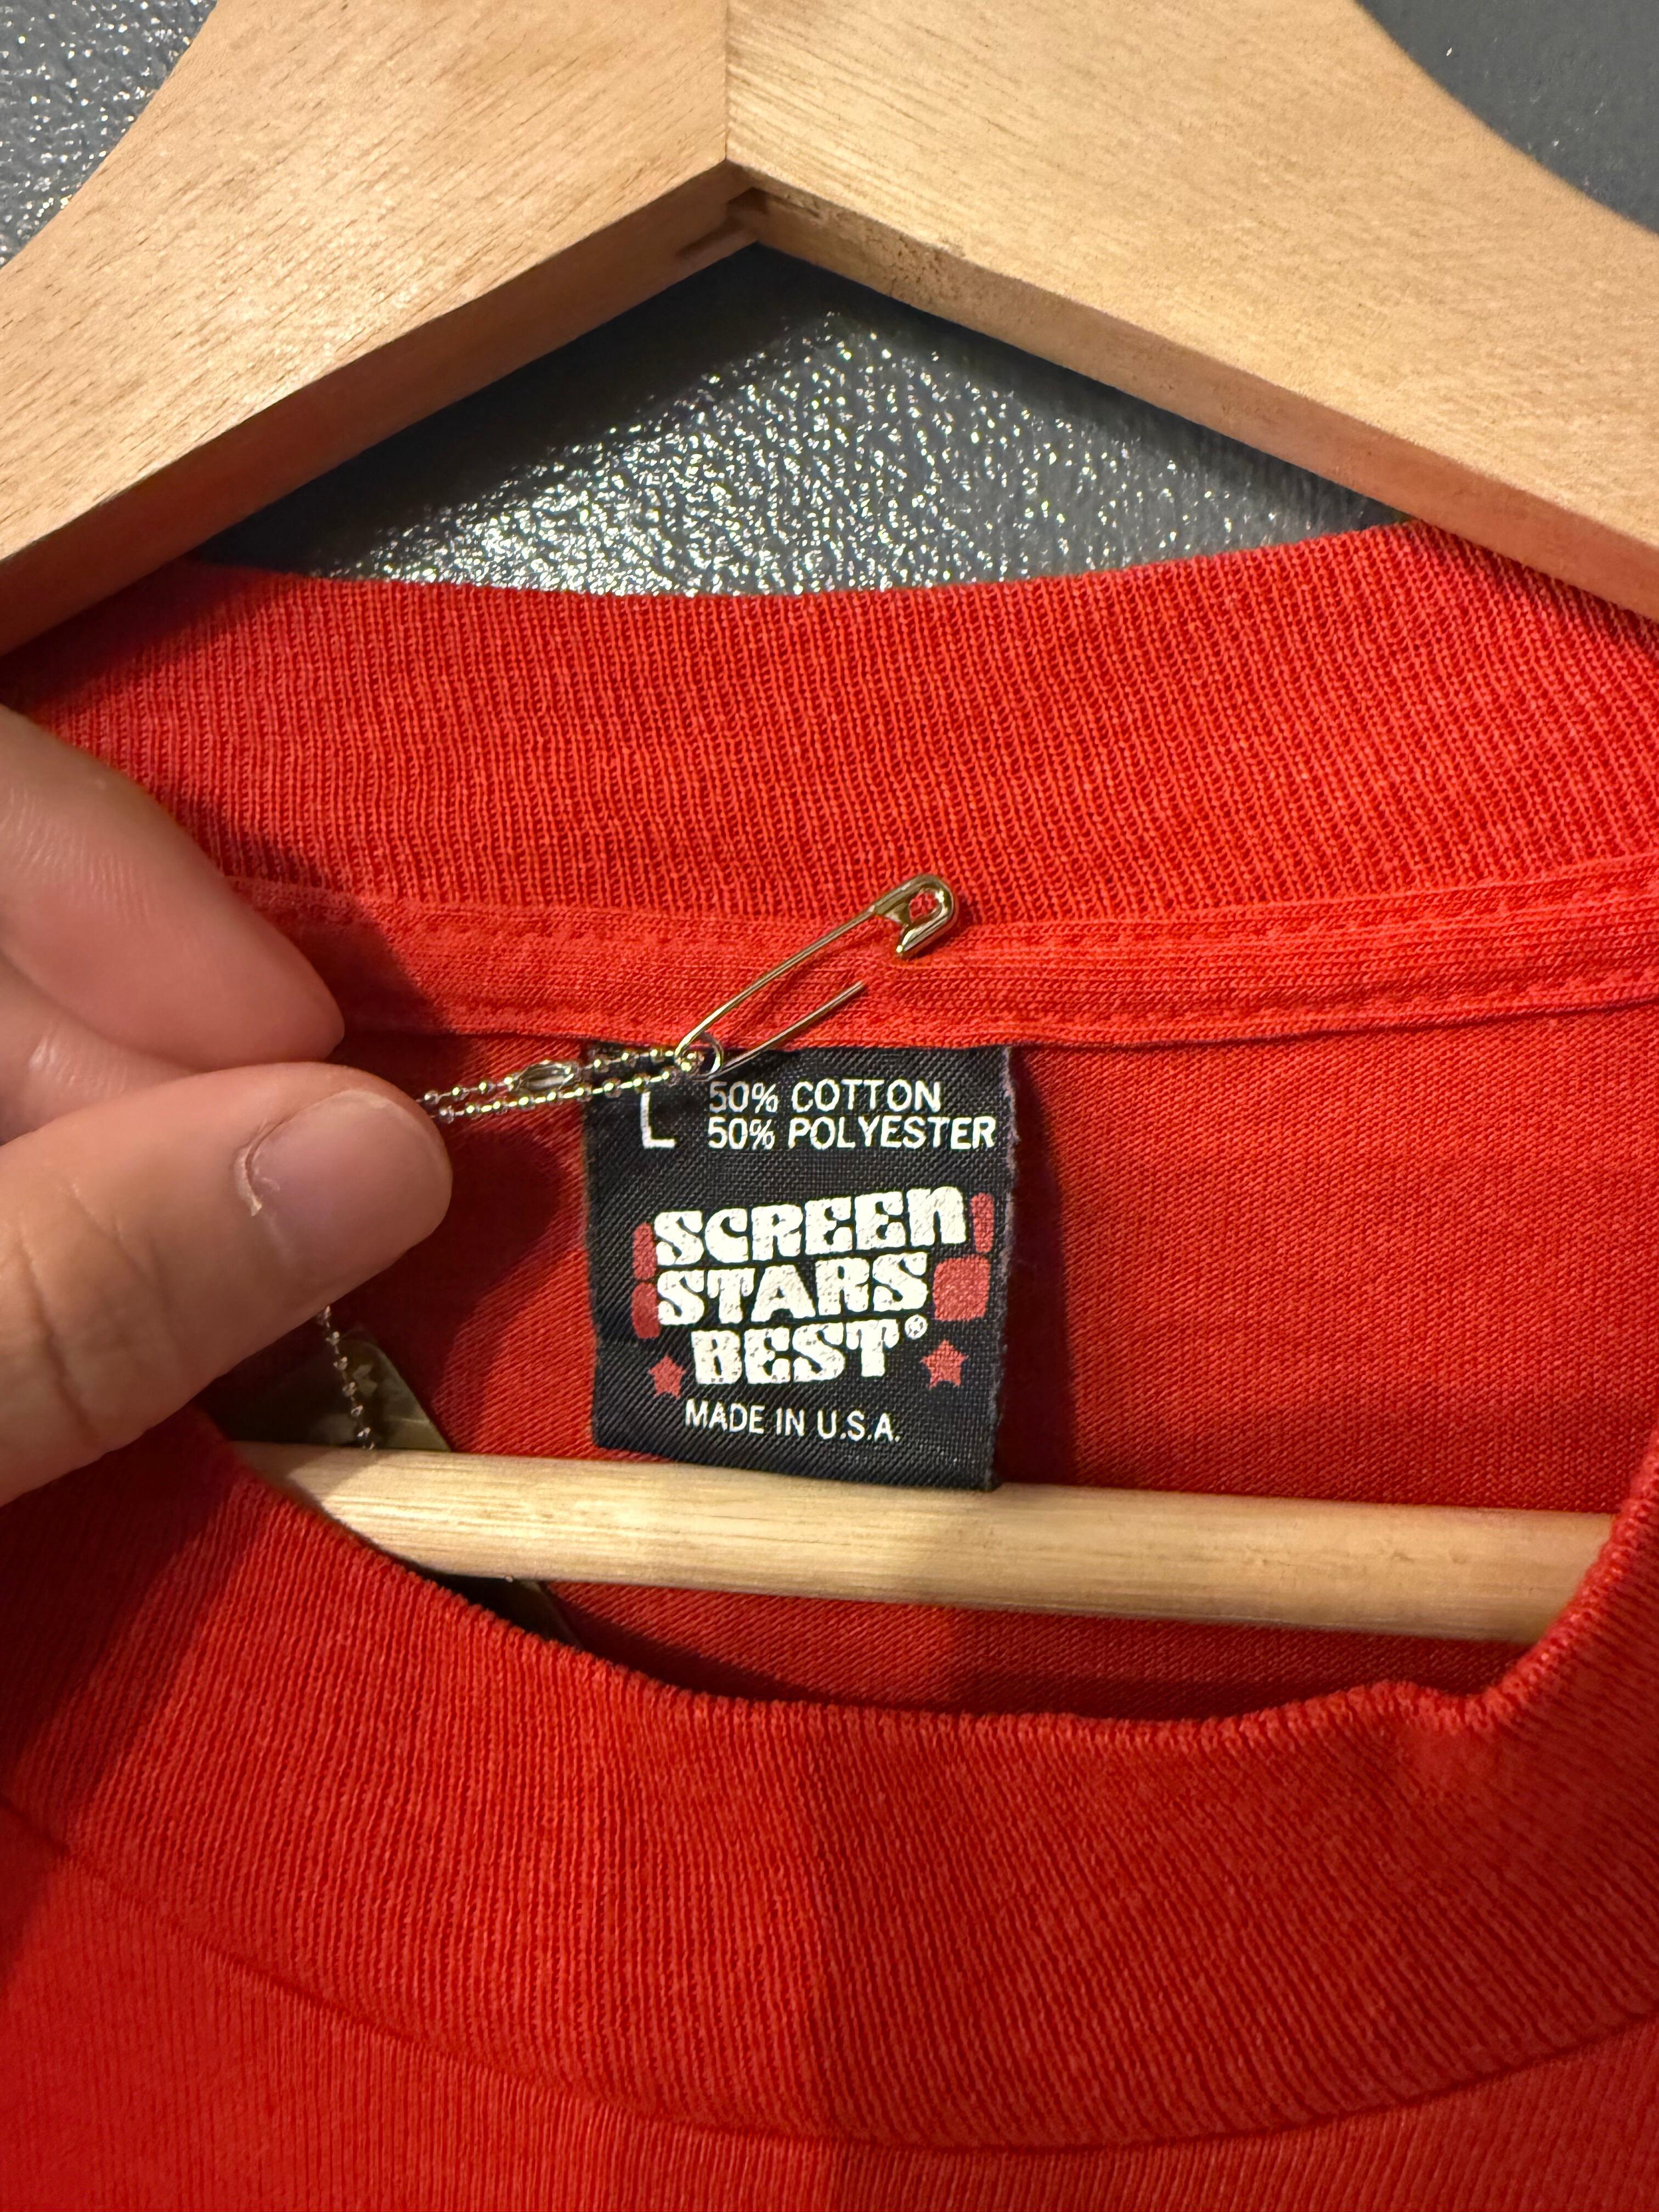 L 50% COTTON
50% POLYESTER
SCREEN
STARS
BEST®
MADE IN U.S.A.